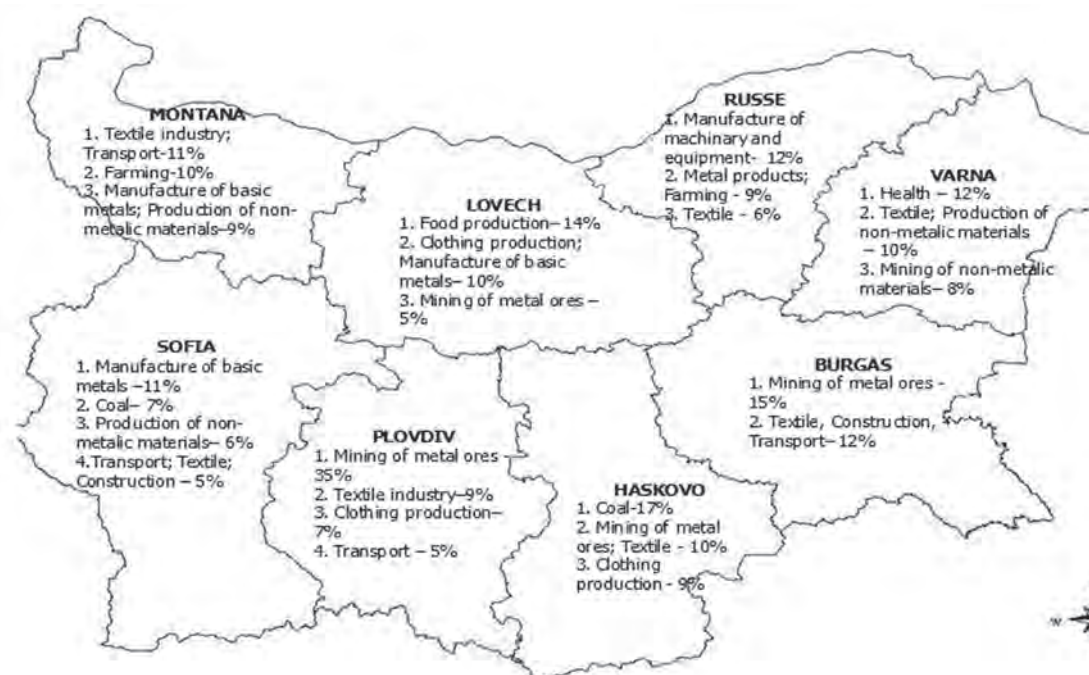 MONTANA
1. Textile industry;
Transport-11%
2. Farming-10%
3. Manufacture of basic
metals; Production of non-
metallic materials–9%
LOVECH
1. Food production–14%
2. Clothing production;
Manufacture of basic
metals–10%
3. Mining of metal ores –
5%
RUSSE
1. Manufacture of
machinary and
equipment- 12%
2. Metal products;
Farming - 9%
3. Textile - 6%
VARNA
1. Health – 12%
2. Textile; Production of
non-metalic materials
– 10%
3. Mining of non-metalic
materials– 8%
SOFIA
1. Manufacture of basic
metals –11%
2. Coal– 7%
3. Production of non-
metalic materials– 6%
4.Transport; Textile;
Construction – 5%
PLOVDIV
1. Mining of metal ores –
35%
2. Textile industry–9%
3. Clothing production–
7%
4. Transport – 5%
HASKOVO
1. Coal-17%
2. Mining of metal
ores; Textile - 10%
3. Clothing
production - 9%
BURGAS
1. Mining of metal ores -
15%
2. Textile, Construction,
Transport–12%
W